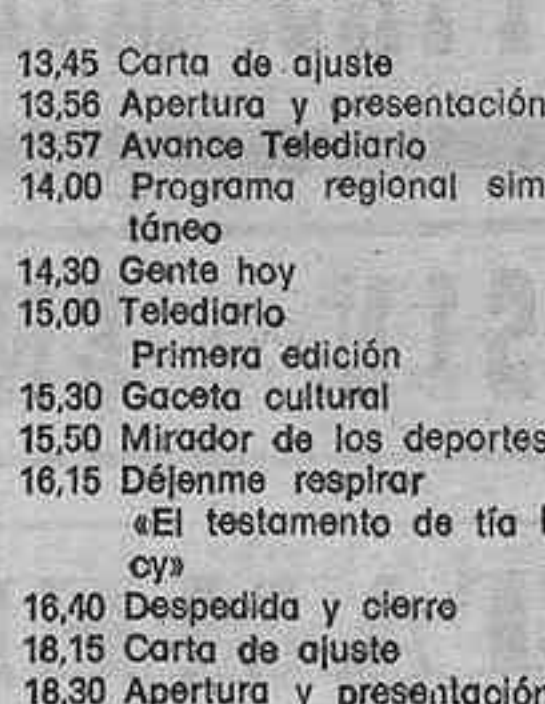 13,45 Carta de ajuste
13,56 Apertura y presentación
13,57 Avance Telediario
14,00 Programa regional sim
táneo
14,30 Gente hoy
15,00 Telediario
Primera edición
15,30 Gaceta cultural
15,50 Mirador de los deportes
16,15 Déjenme respirar
«El testamento de tía
cy»
16,40 Despedida y cierre
18,15 Carta de ajuste
18,30 Apertura y presentación